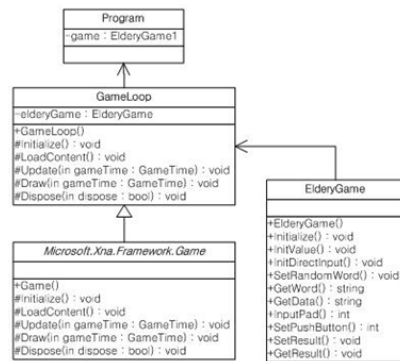 Program
-game : ElderyGame1
GameLoop
-elderyGame : ElderyGame
+GameLoop()
#Initialize() : void
#LoadContent() : void
#Update(in gameTime : GameTime) : void
#Draw(in gameTime : GameTime) : void
#Dispose(in dispose : bool) : void
Microsoft.Xna.Framework.Game
+Game()
#Initialize() : void
#LoadContent() : void
#Update(in gameTime : GameTime) : void
#Draw(in gameTime : GameTime) : void
#Dispose(in dispose : bool) : void
ElderyGame
+ElderyGame()
+Initialize() : void
+InitValue() : void
+InitDirectInput() : void
+SetRandomWord() : void
+GetWord() : string
+GetData() : string
+InputPad() : int
+SetPushButton() : int
+SetResult() : void
+GetResult() : void